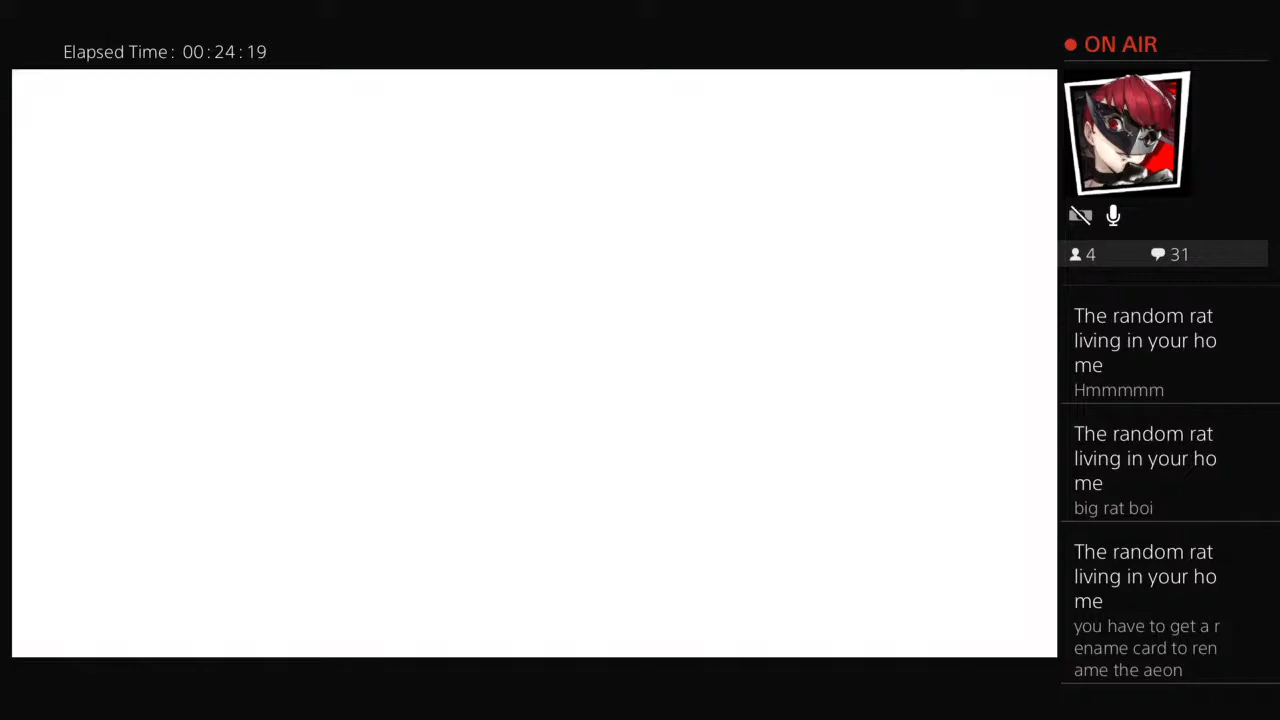 Elapsed Time: 00:24:19
ON AIR
4 31
The random rat
living in your ho
me
Hmmmmm
The random rat
living in your ho
me
big rat boi
The random rat
living in your ho
me
you have to get a r
ename card to ren
ame the aeon